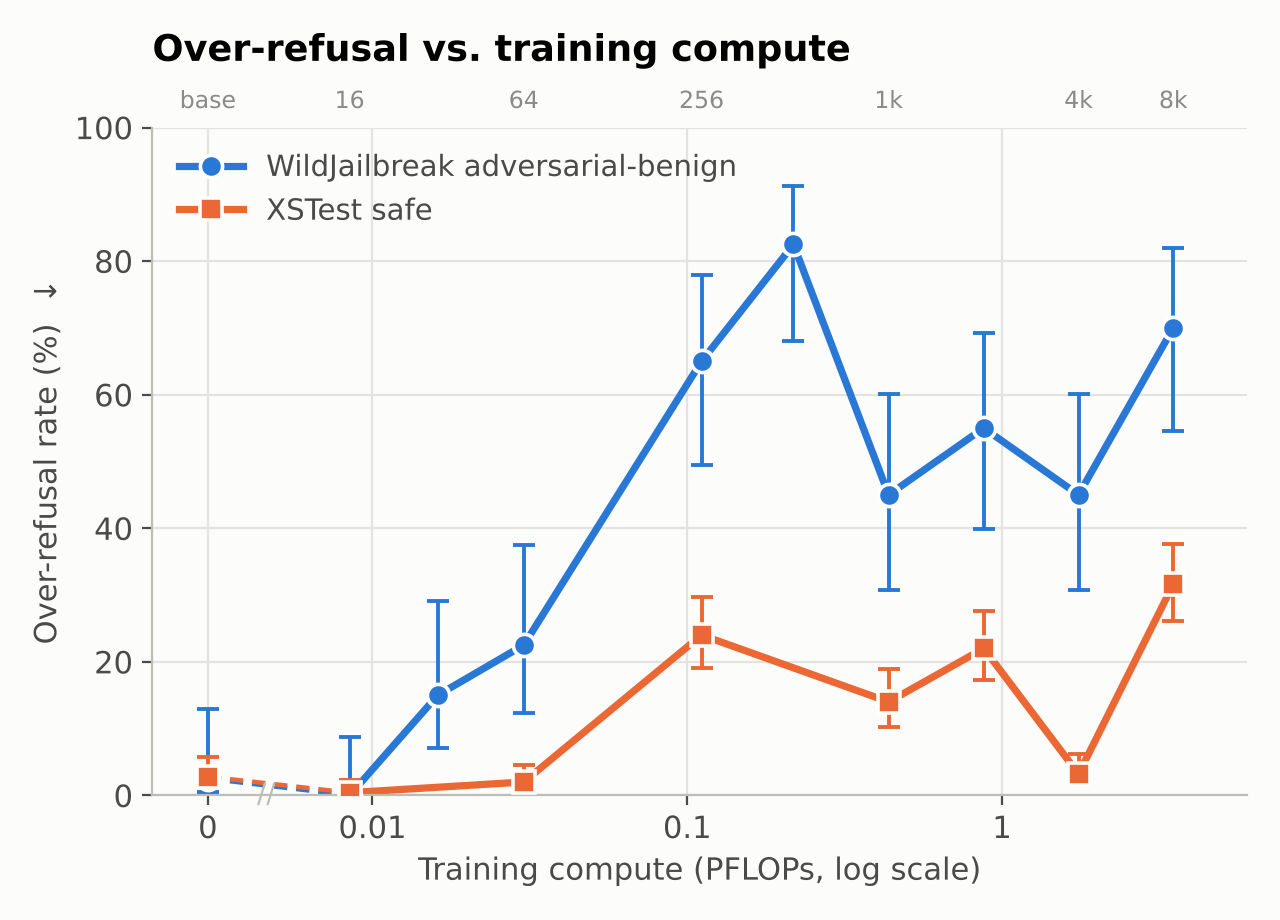 Over-refusal vs. training compute
base 16 64 256 1k 4k 8k
100
WildJailbreak adversarial-benign
XSTest safe
80
60
40
20
0
Over-refusal rate (%) ↓
0 0.01 0.1 1
Training compute (PFLOPs, log scale)